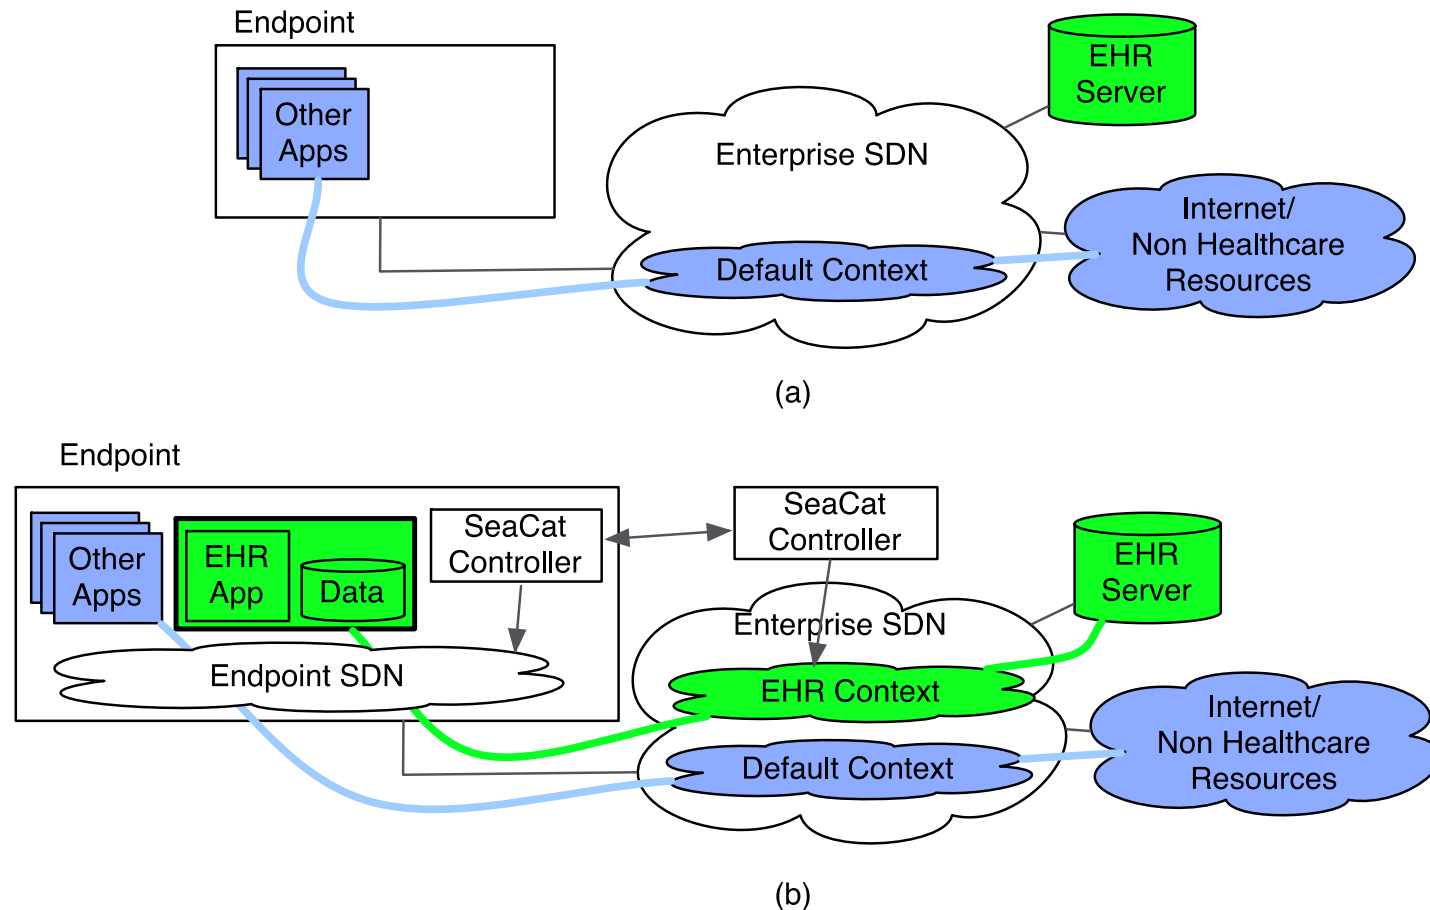 Endpoint
Other
Apps
EHR
Server
Enterprise SDN
Internet/
Non Healthcare
Resources
Default Context
(a)
Endpoint
Other
Apps
EHR
App
Data
SeaCat
Controller
SeaCat
Controller
EHR
Server
Enterprise SDN
Endpoint SDN
EHR Context
Internet/
Non Healthcare
Resources
Default Context
(b)